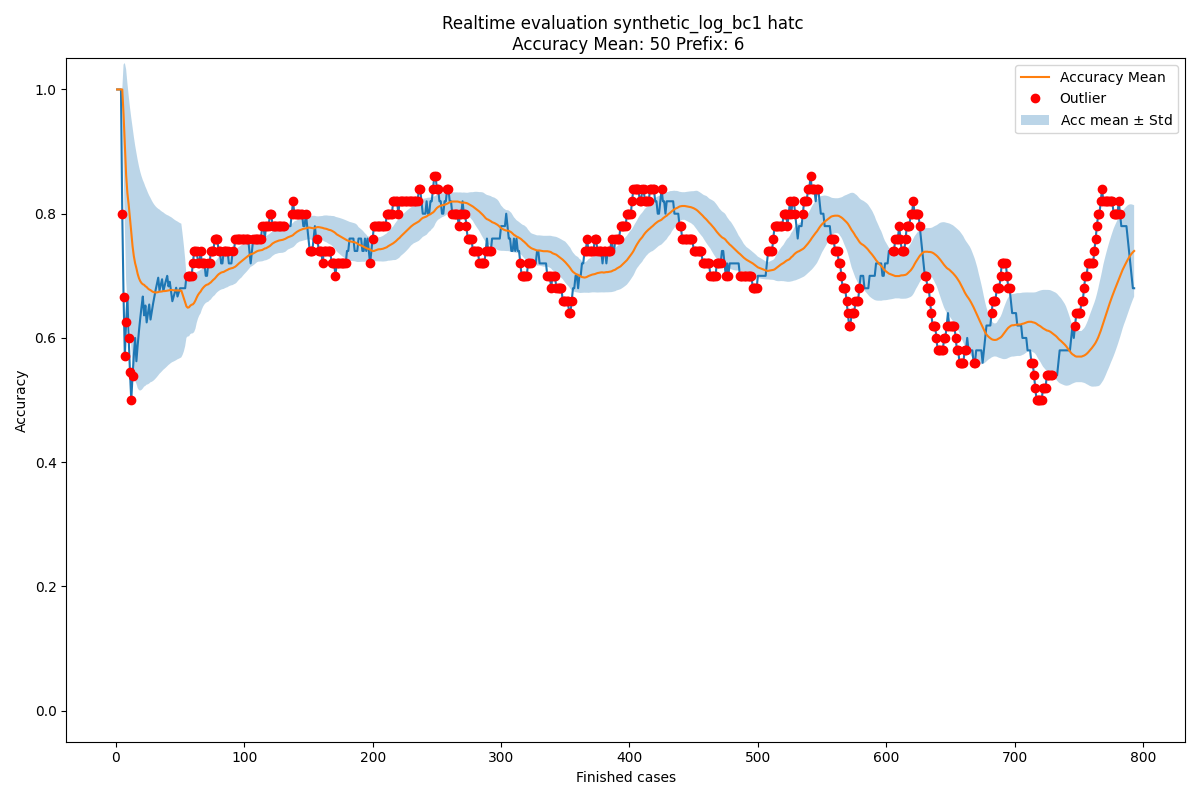 Realtime evaluation synthetic_log_bc1 hatc
Accuracy Mean: 50 Prefix: 6
Accuracy Mean
Outlier
Acc mean ± Std
1.0
0.8
0.6
0.4
0.2
0.0
Accuracy
0 100 200 300 400 500 600 700 800
Finished cases